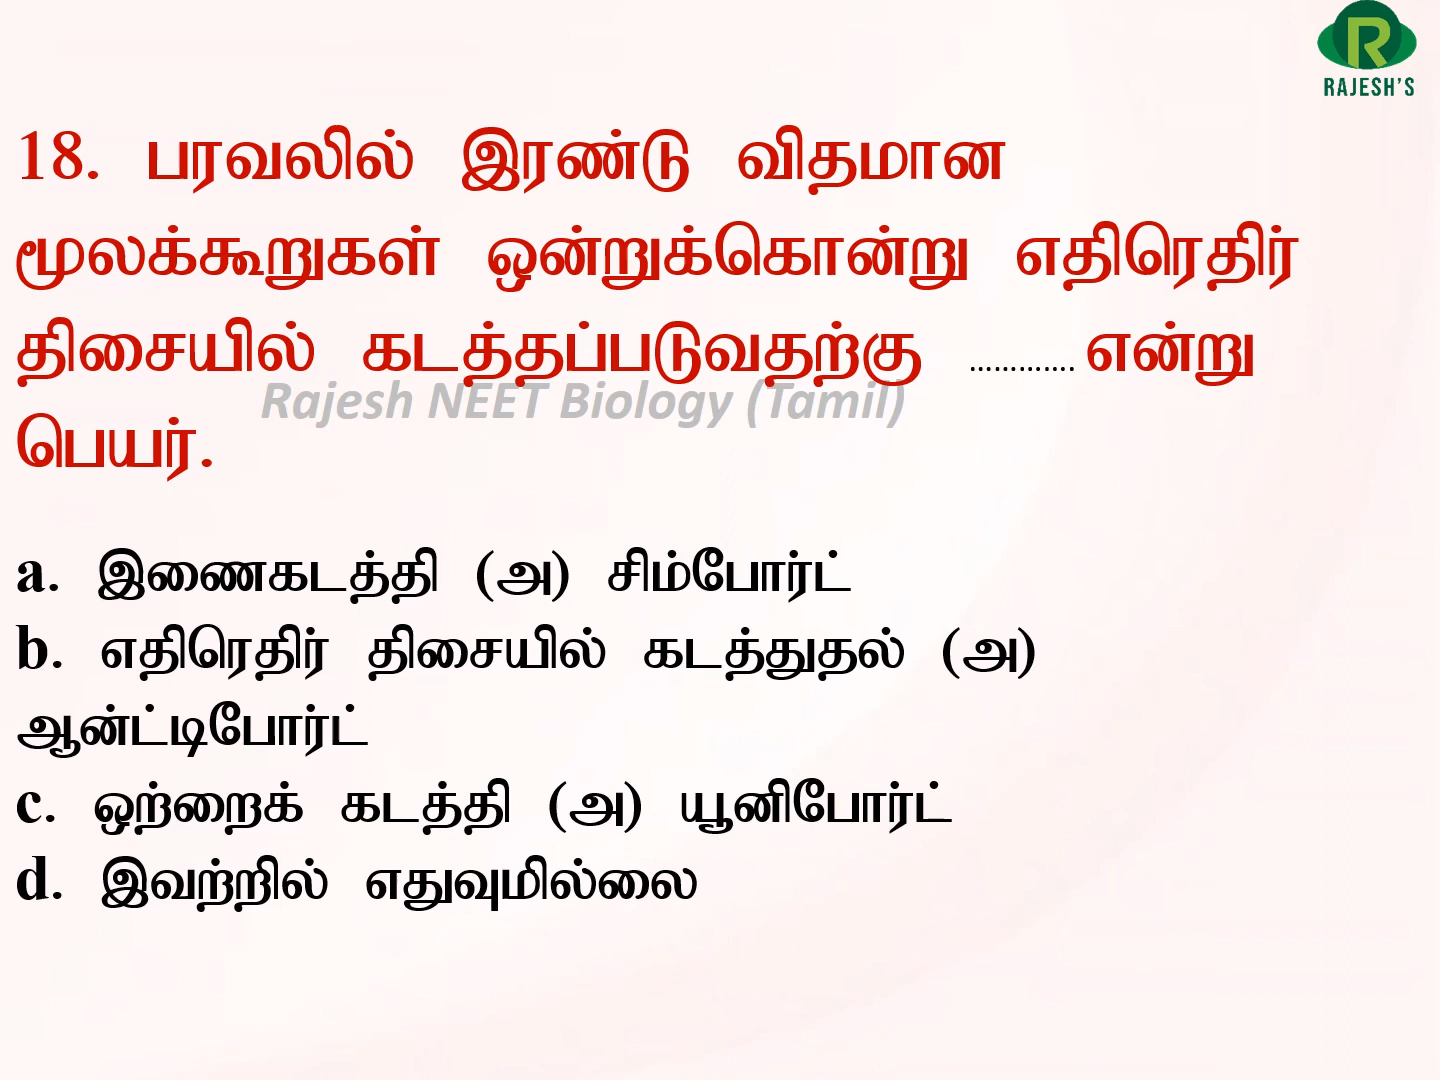 RAJESH'S
18. பரவலில் இரண்டு விதமான
மூலக்கூறுகள் ஒன்றுக்கொன்று எதிரெதிர்
திசையில் கடத்தப்படுவதற்கு ............. என்று
Rajesh NEET Biology (Tamil)
பெயர்.
a. இணைகடத்தி (அ) சிம்போர்ட்
b. எதிரெதிர் திசையில் கடத்துதல் (அ)
ஆன்ட்டிபோர்ட்
c. ஒற்றைக் கடத்தி (அ) யூனிபோர்ட்
d. இவற்றில் எதுவுமில்லை